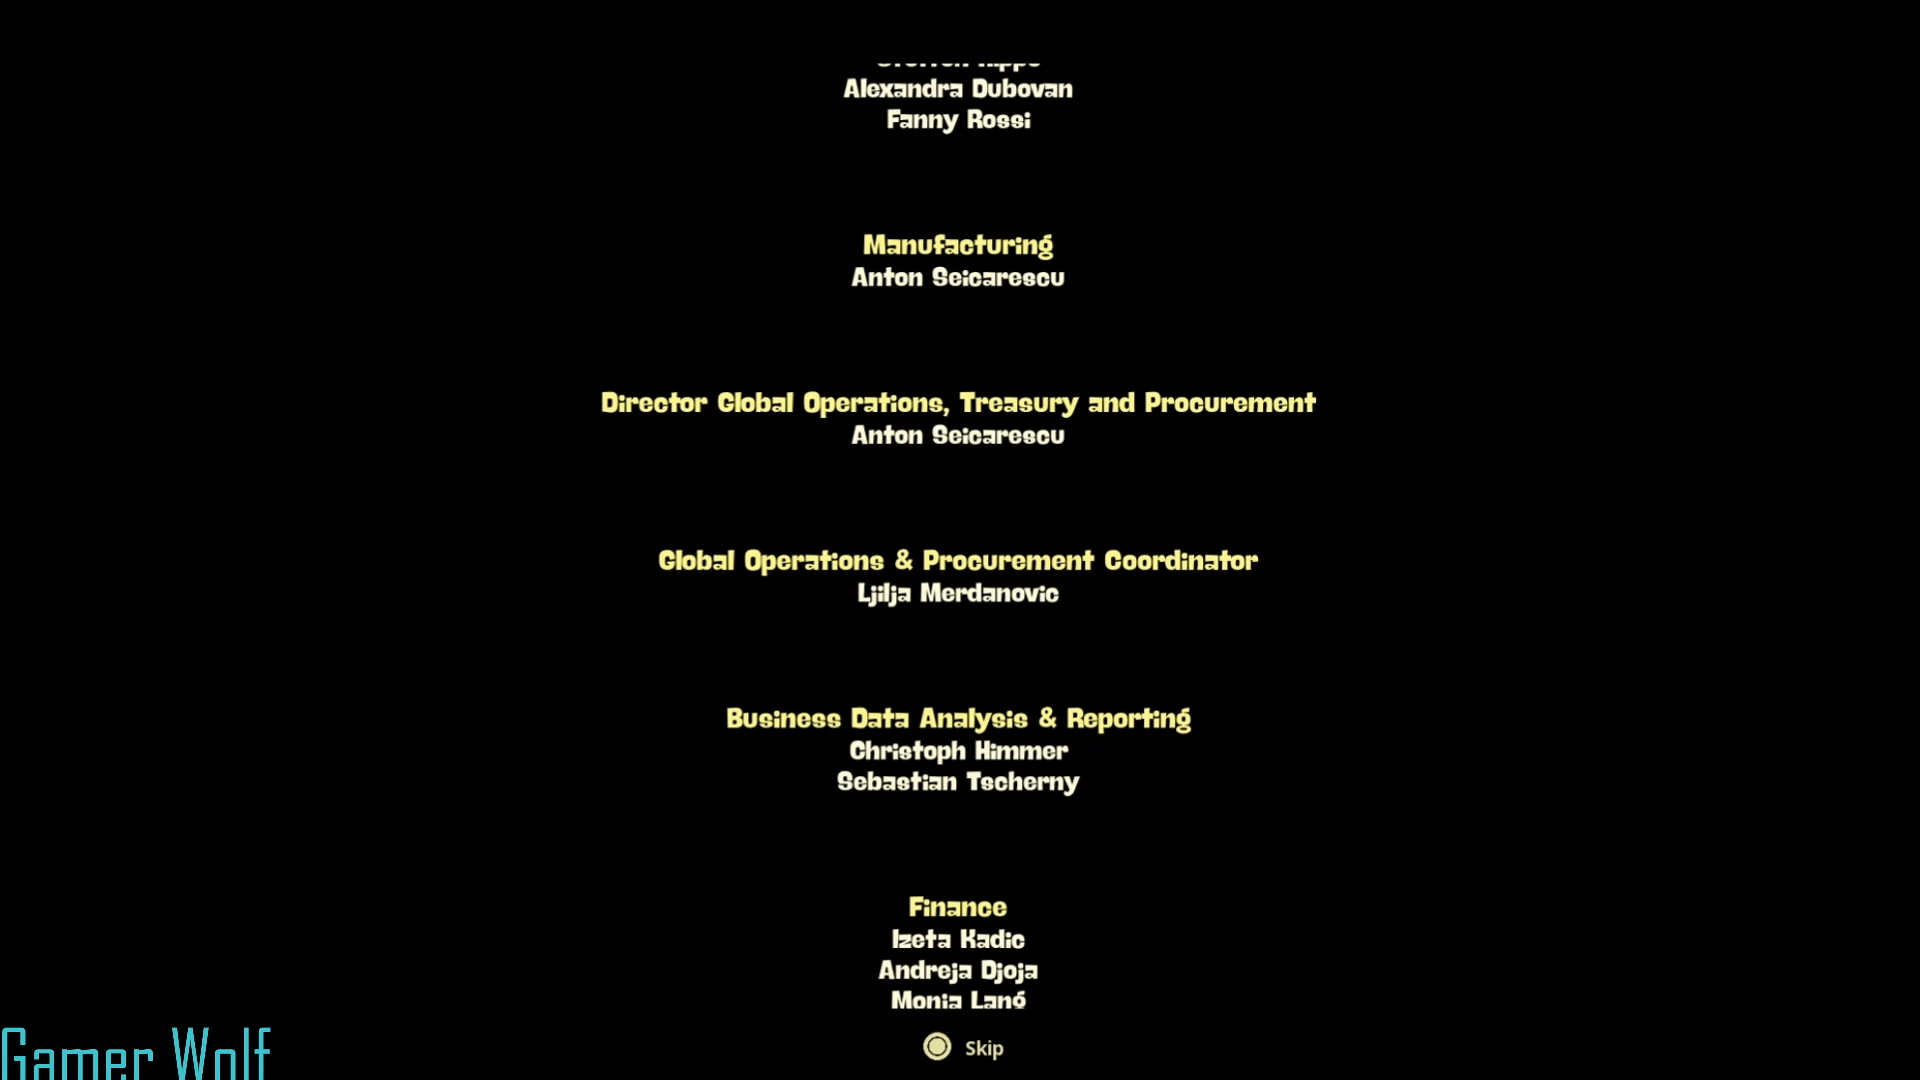 Alexandra Dubovan
Fanny Rossi
Manufacturing
Anton Seicarescu
Director Global Operations, Treasury and Procurement
Anton Seicarescu
Global Operations & Procurement Coordinator
Ljilja Merdanovic
Business Data Analysis & Reporting
Christoph Himmer
Sebastian Tscherny
Finance
Izeta Kadic
Andreja Djoja
Monia Lang
Skip
Gamer Wolf